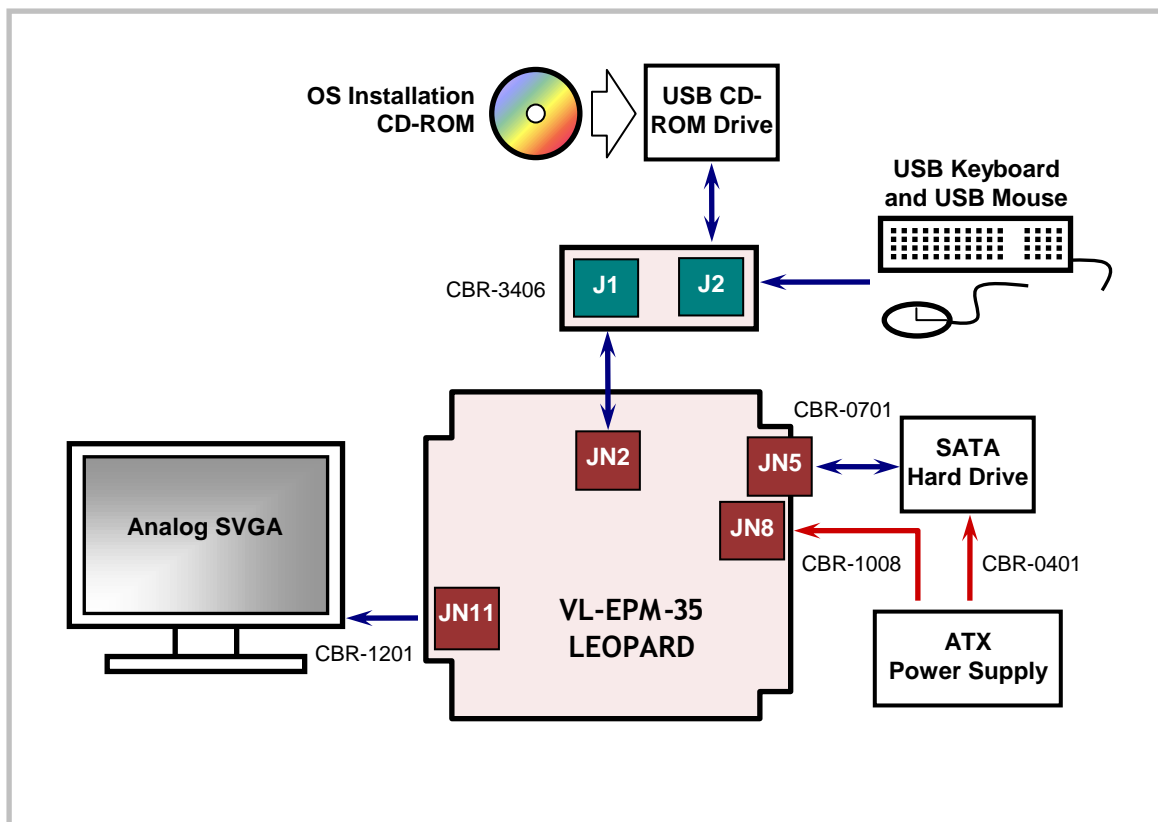 OS Installation
CD-ROM
USB CD-
ROM Drive
USB Keyboard
and USB Mouse
CBR-3406
J1
J2
CBR-0701
JN2
JN5
SATA
Hard Drive
JN8
Analog SVGA
CBR-1008
CBR-0401
JN11
VL-EPM-35
LEOPARD
CBR-1201
ATX
Power Supply